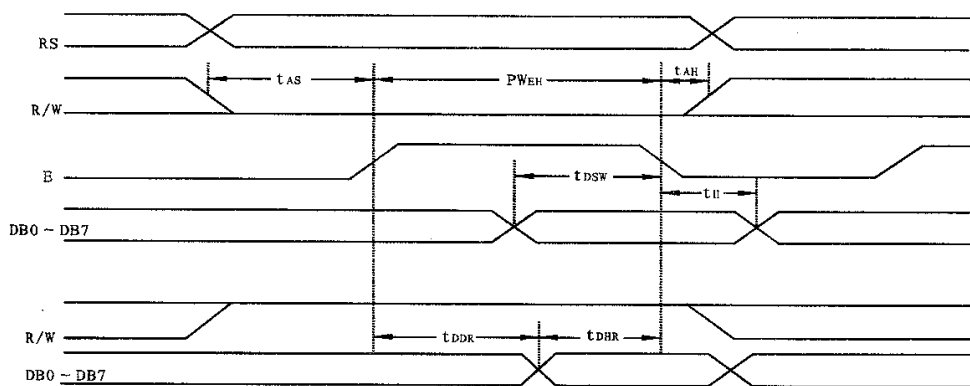 RS
tAS PWEH tAH
R/W
E
tDSW
tH
DB0~DB7
R/W
tDDR tDHR
DB0~DB7